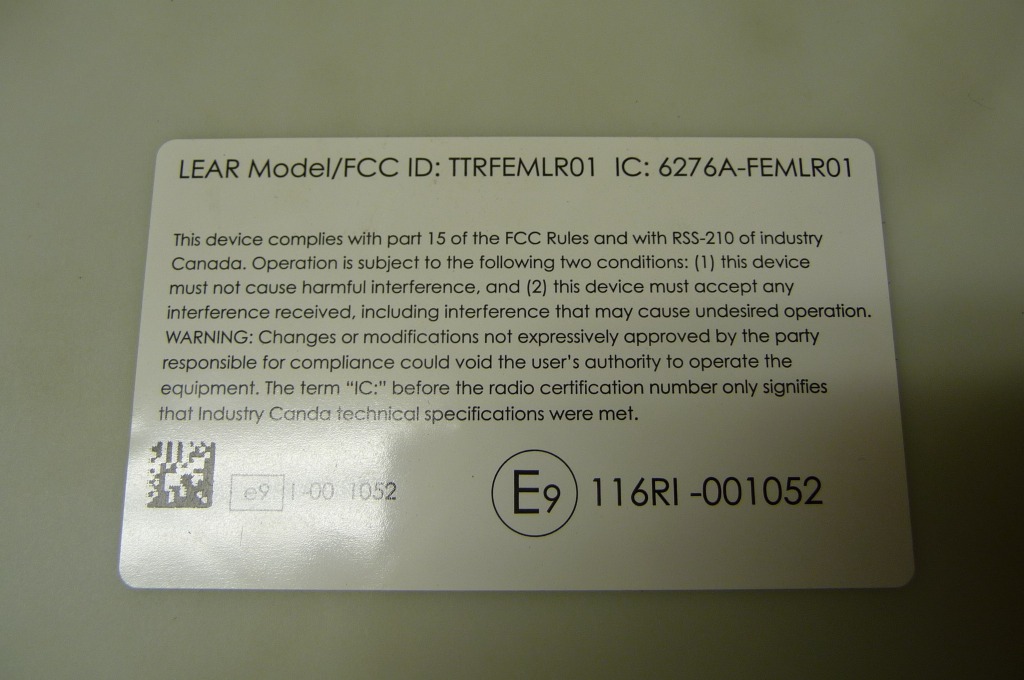 LEAR Model/FCC ID: TTRFEMLR01 IC: 6276A-FEMLR01
This device complies with part 15 of the FCC Rules and with RSS-210 of industry
Canada. Operation is subject to the following two conditions: (1) this device
must not cause harmful interference, and (2) this device must accept any
interference received, including interference that may cause undesired operation.
WARNING: Changes or modifications not expressively approved by the party
responsible for compliance could void the user's authority to operate the
equipment. The term “IC:” before the radio certification number only signifies
that Industry Canda technical specifications were met.
e9 1052
E9 116RI -001052